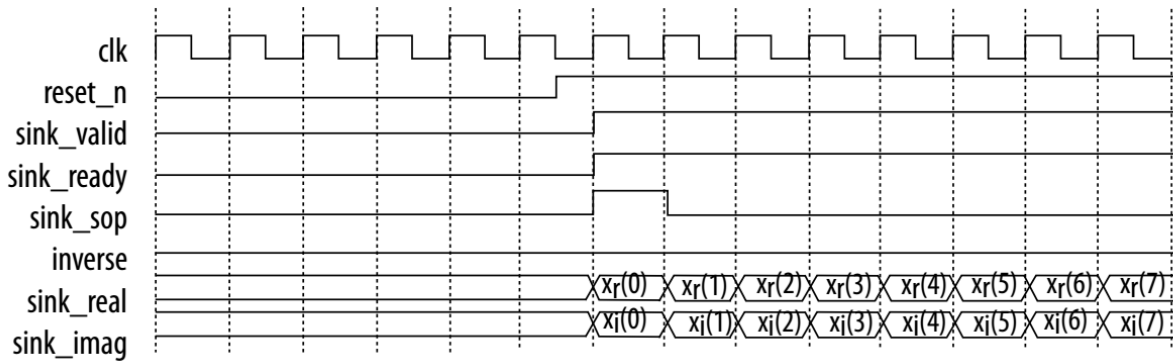 clk
reset_n
sink_valid
sink_ready
sink_sop
inverse
sink_real xr(0) xr(1) xr(2) xr(3) xr(4) xr(5) xr(6) xr(7)
sink_imag xi(0) xi(1) xi(2) xi(3) xi(4) xi(5) xi(6) xi(7)